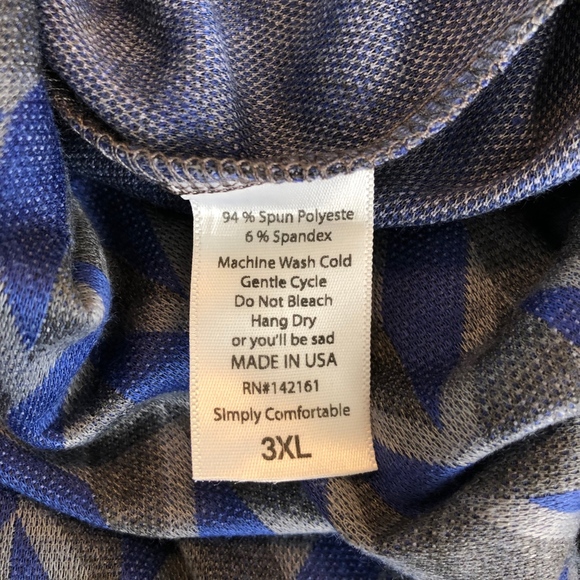 94 % Spun Polyeste
6 % Spandex
Machine Wash Cold
Gentle Cycle
Do Not Bleach
Hang Dry
or you'll be sad
MADE IN USA
RN#142161
Simply Comfortable
3XL